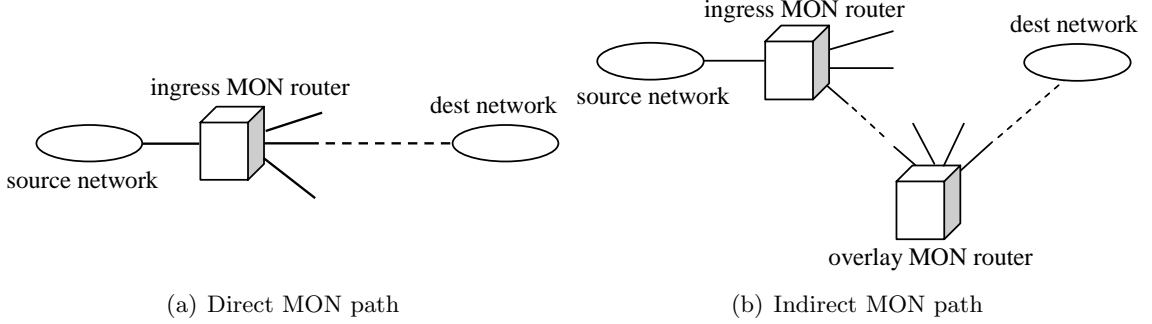 ingress MON router
dest network
source network
(a) Direct MON path
ingress MON router
dest network
source network
overlay MON router
(b) Indirect MON path